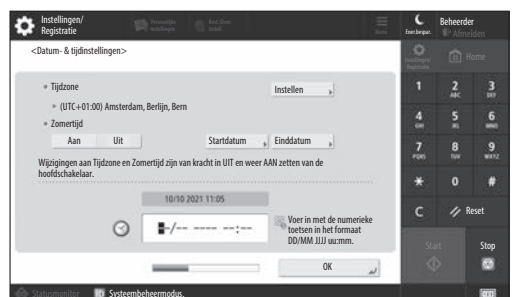 Instellingen/
Registratie
Persoonlijke
instellingen
Menu
Ener.bespar.
Beheerder
Afmelden
<Datum- & tijdinstellingen>
Instellingen/
Registratie
Home
Tijdzone
Instellen
(UTC+01:00) Amsterdam, Berlijn, Bern
Zomertijd
Aan
Uit
Startdatum
Einddatum
Wijzigingen aan Tijdzone en Zomertijd zijn van kracht in UIT en weer AAN zetten van de
hoofdschakelaar.
10/10 2021 11:05
-/-- ---- --:--
Voer in met de numerieke
toetsen in het formaat
DD/MM JJJJ uu:mm.
OK
1
2
ABC
3
DEF
4
GHI
5
JKL
6
MNO
7
PQRS
8
TUV
9
WXYZ
*
0
#
C
Reset
Start
Stop
Statusmonitor
Systeembeheermodus.